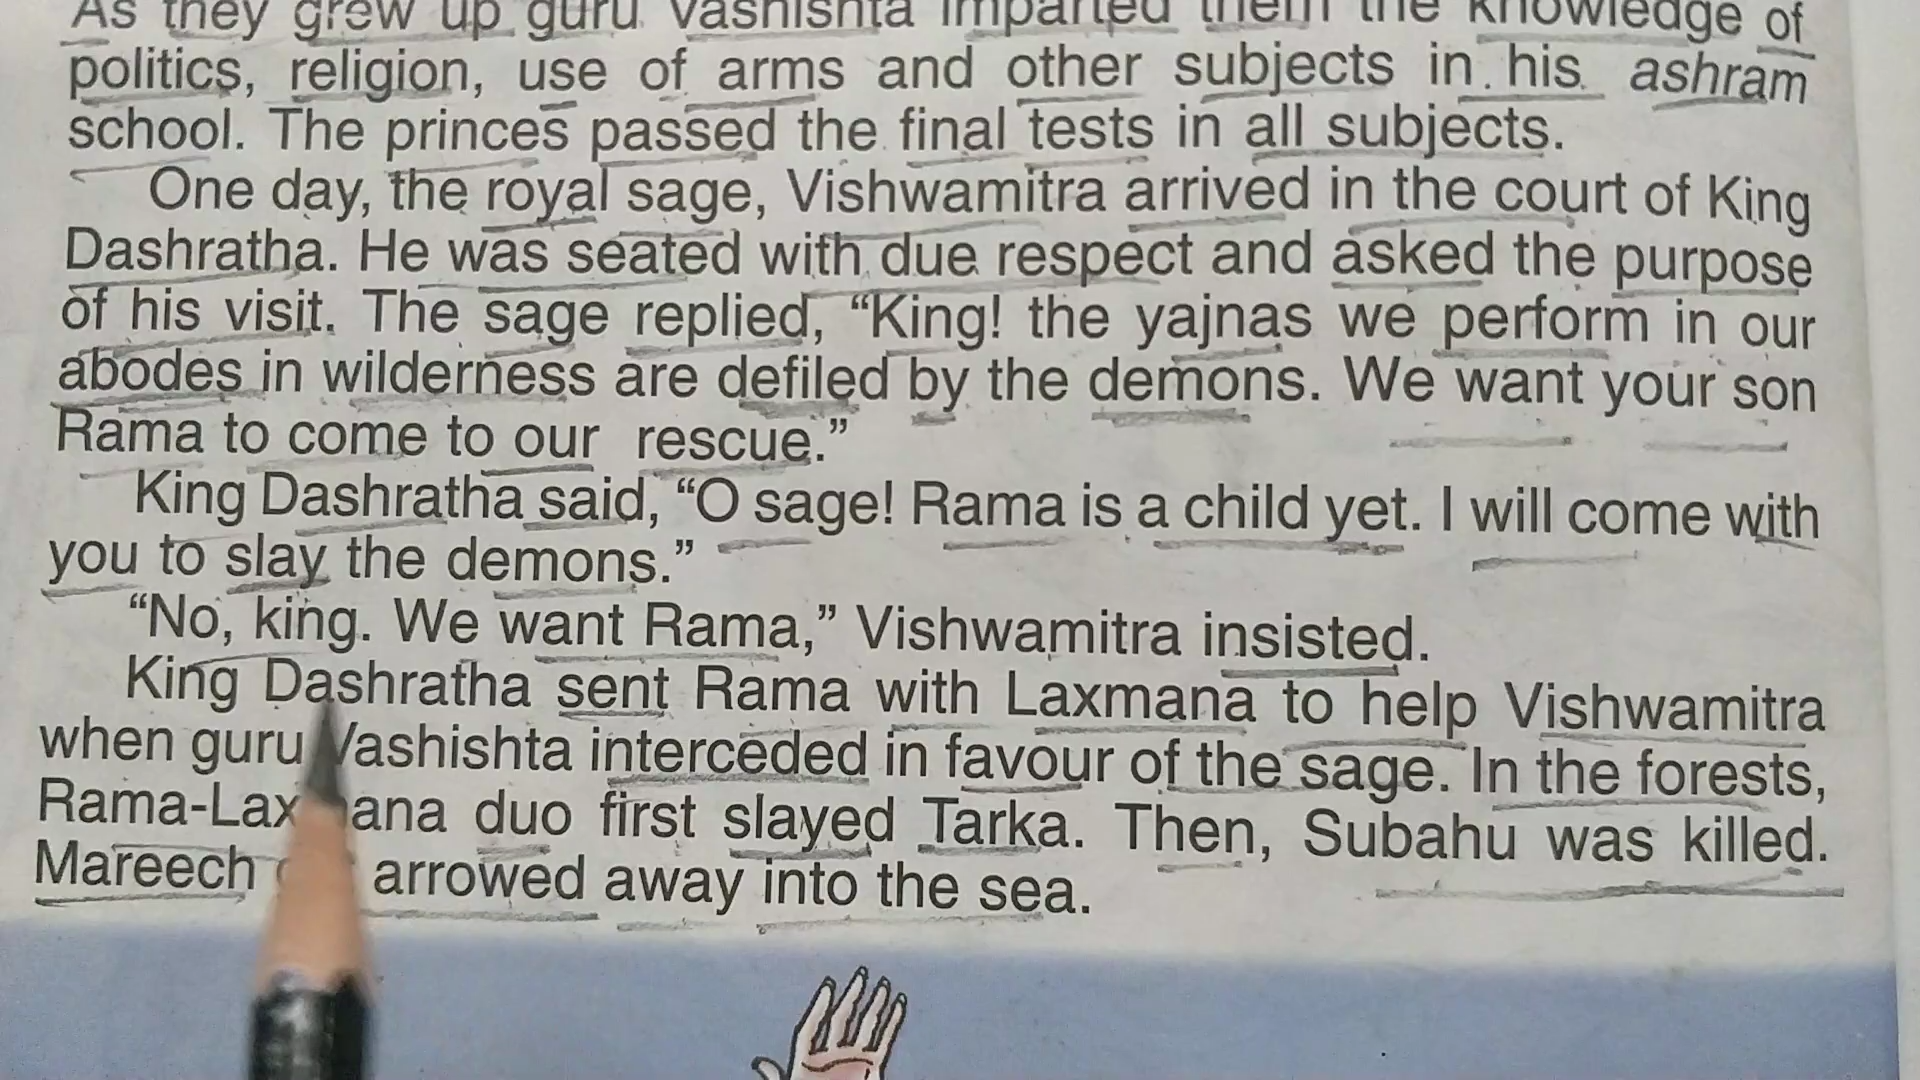 As they grew up guru Vashishta imparted them the knowledge of
politics, religion, use of arms and other subjects in his ashram
school. The princes passed the final tests in all subjects.
One day, the royal sage, Vishwamitra arrived in the court of King
Dashratha. He was seated with due respect and asked the purpose
of his visit. The sage replied, “King! the yajnas we perform in our
abodes in wilderness are defiled by the demons. We want your son
Rama to come to our rescue.”
King Dashratha said, “O sage! Rama is a child yet. I will come with
you to slay the demons.”
“No, king. We want Rama,” Vishwamitra insisted.
King Dashratha sent Rama with Laxmana to help Vishwamitra
when guru Vashishta interceded in favour of the sage. In the forests,
Rama-Laxmana duo first slayed Tarka. Then, Subahu was killed.
Mareech arrowed away into the sea.